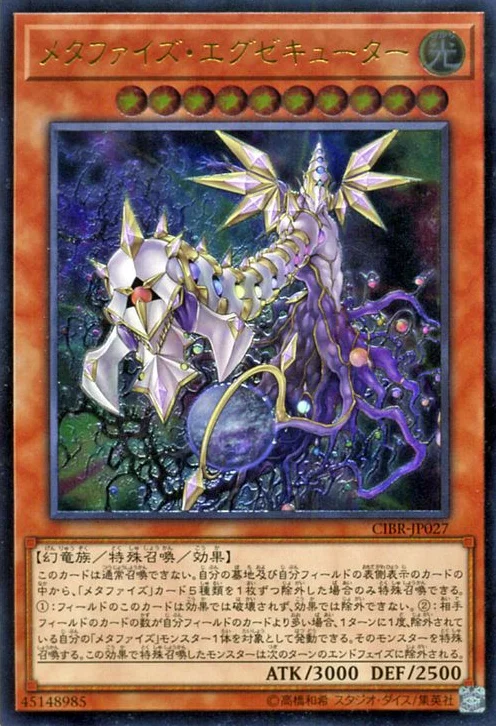 メタファイズ・エグゼキューター
光
CIBR-JP027
【幻竜族/特殊召喚/効果】
このカードは通常召喚できない。自分の墓地及び自分フィールドの表側表示のカードの
中から、「メタファイズ」カード5種類を1枚ずつ除外した場合のみ特殊召喚できる。
①:フィールドのこのカードは効果では破壊されず、効果では除外できない。②:相手
フィールドのカードの数が自分フィールドのカードより多い場合、1ターンに1度、除外されて
いる自分の「メタファイズ」モンスター1体を対象として発動できる。そのモンスターを特殊
召喚する。この効果で特殊召喚したモンスターは次のターンのエンドフェイズに除外される。
ATK/3000 DEF/2500
45148985
©高橋和希 スタジオ・ダイス/集英社